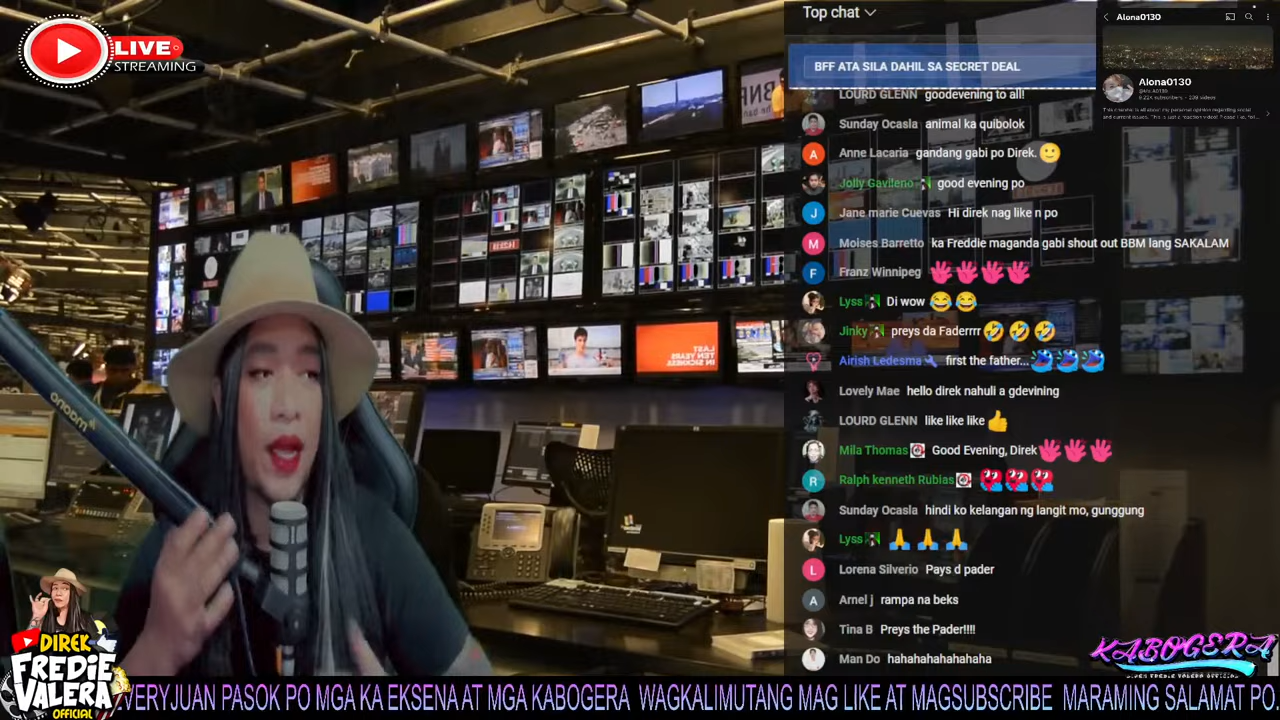 LIVE
STREAMING
maono
DIREK
FREDIE
VALERA
OFFICIAL
Top chat
BFF ATA SILA DAHIL SA SECRET DEAL
LOURD GLENN goodevening to all!
Sunday Ocasla animal ka quibolok
Anne Lacaria gandang gabi po Direk. 🙂
Jolly Gavileno good evening po
Jane marie Cuevas Hi direk nag like n po
Moises Barretto ka Freddie maganda gabi shout out BBM lang SAKALAM
Franz Winnipeg
Lyss Di wow 😂😂
Jinky preys da Faderrrr 🤣🤣🤣
Airish Ledesma first the father...
Lovely Mae hello direk nahuli a gdevining
LOURD GLENN like like like 👍
Mila Thomas Good Evening, Direk
Ralph kenneth Rubias
Sunday Ocasla hindi ko kelangan ng langit mo, gunggung
Lyss 🙏🙏🙏
Lorena Silverio Pays d pader
Arnel j rampa na beks
Tina B Preys the Pader!!!!
Man Do hahahahahahaha
Alona0130
Alona0130
KABOGERA
VERYJUAN PASOK PO MGA KA EKSENA AT MGA KABOGERA WAGKALIMUTANG MAG LIKE AT MAGSUBSCRIBE MARAMING SALAMAT PO.